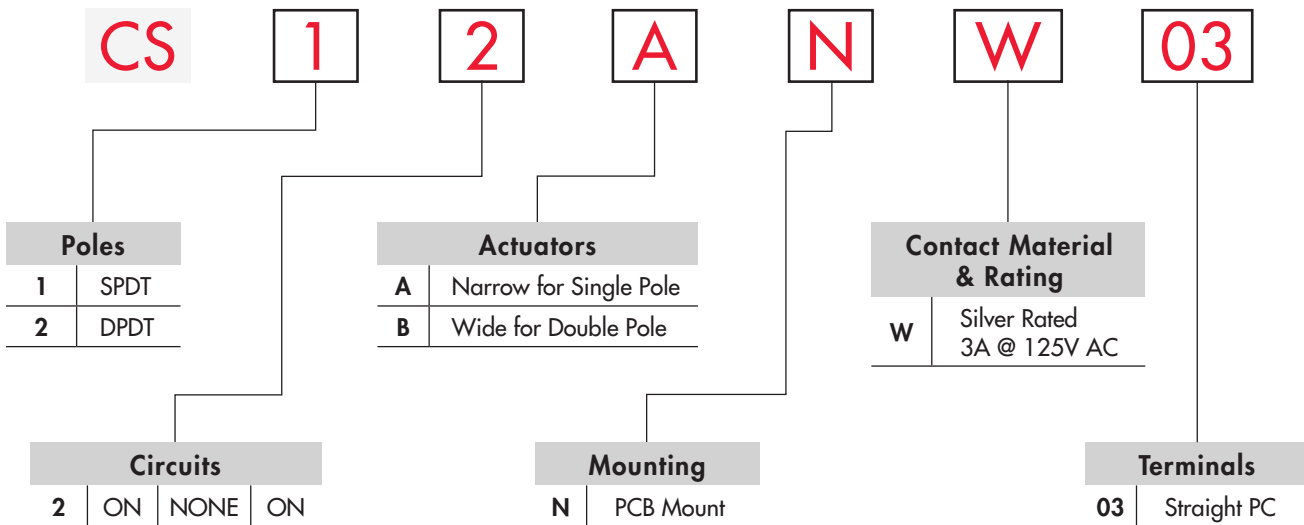 CS 1 2 A N W 03
Poles
1 SPDT
2 DPDT
Actuators
A Narrow for Single Pole
B Wide for Double Pole
Contact Material
& Rating
W Silver Rated
3A @ 125V AC
Circuits
2 ON NONE ON
Mounting
N PCB Mount
Terminals
03 Straight PC